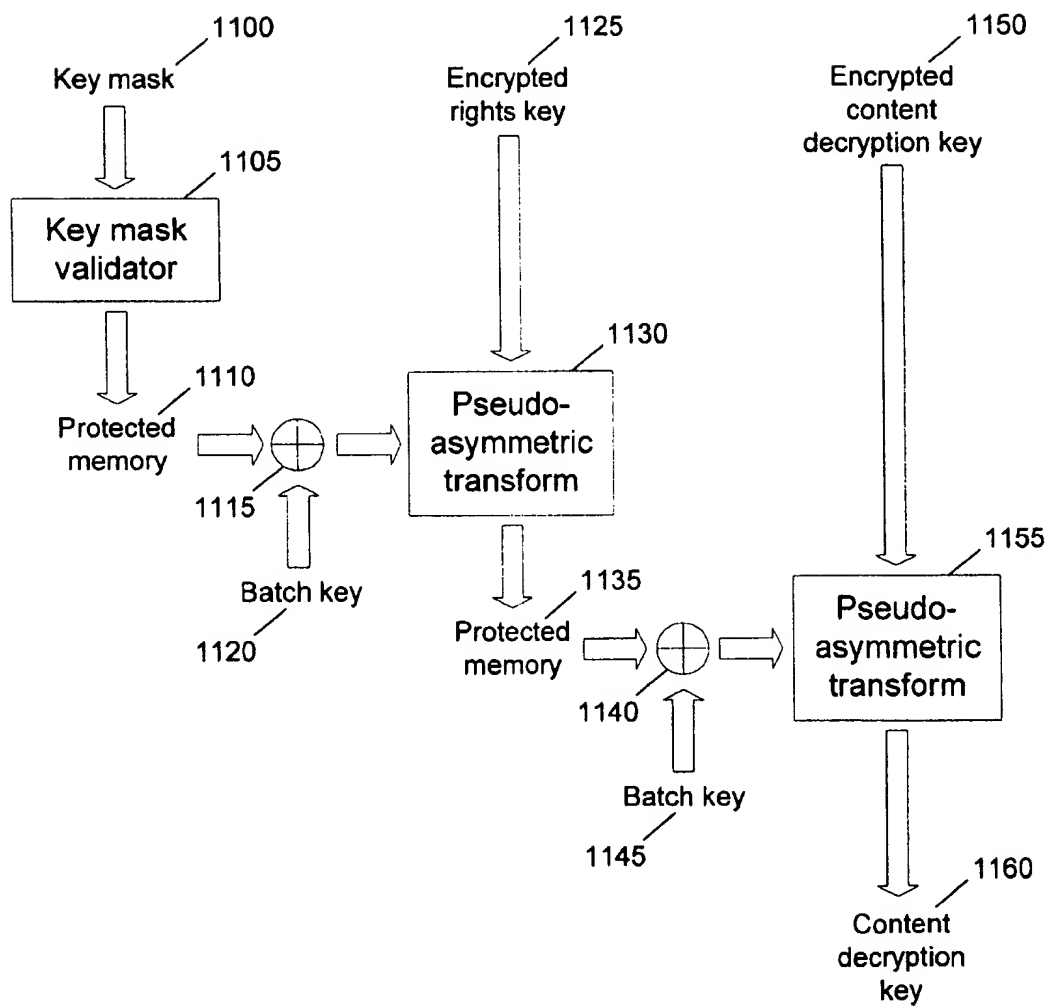 1100
Key mask
1125
Encrypted
rights key
1150
Encrypted
content
decryption key
1105
Key mask
validator
1110
Protected
memory
1115
Batch key
1120
1130
Pseudo-
asymmetric
transform
1135
Protected
memory
1140
Batch key
1145
1155
Pseudo-
asymmetric
transform
1160
Content
decryption
key